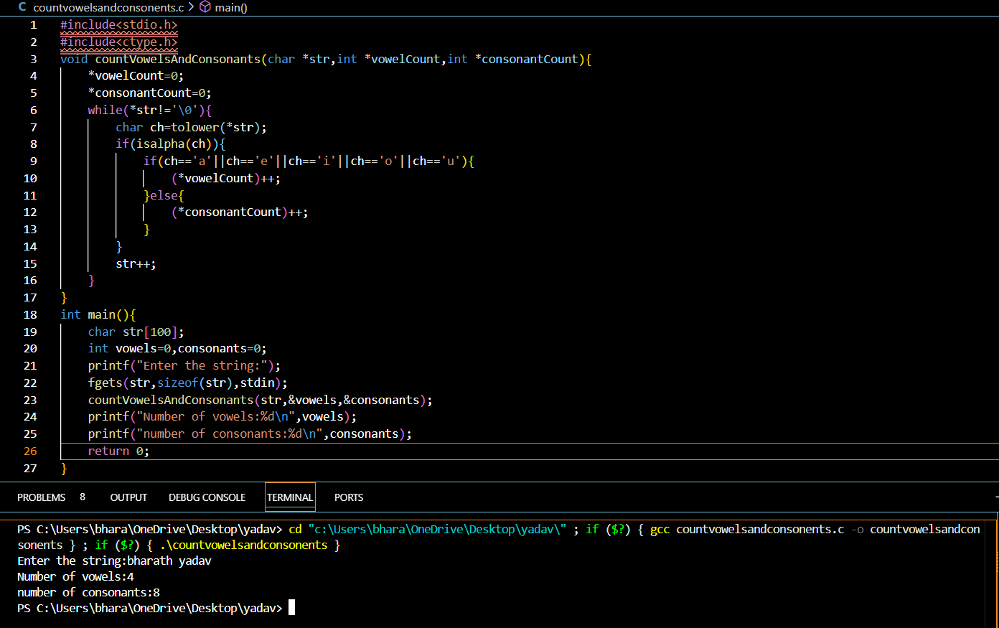 C countvowelsandconsonents.c > main()
1 #include<stdio.h>
2 #include<ctype.h>
3 void countVowelsAndConsonants(char *str,int *vowelCount,int *consonantCount){
4     *vowelCount=0;
5     *consonantCount=0;
6     while(*str!='\0'){
7         char ch=tolower(*str);
8         if(isalpha(ch)){
9             if(ch=='a'||ch=='e'||ch=='i'||ch=='o'||ch=='u'){
10                 (*vowelCount)++;
11             }else{
12                 (*consonantCount)++;
13             }
14         }
15         str++;
16     }
17 }
18 int main(){
19     char str[100];
20     int vowels=0,consonants=0;
21     printf("Enter the string:");
22     fgets(str,sizeof(str),stdin);
23     countVowelsAndConsonants(str,&vowels,&consonants);
24     printf("Number of vowels:%d\n",vowels);
25     printf("number of consonants:%d\n",consonants);
26     return 0;
27 }
PROBLEMS 8 OUTPUT DEBUG CONSOLE TERMINAL PORTS
PS C:\Users\bhara\OneDrive\Desktop\yadav> cd "c:\Users\bhara\OneDrive\Desktop\yadav\" ; if ($?) { gcc countvowelsandconsonents.c -o countvowelsandcon
sonents } ; if ($?) { .\countvowelsandconsonents }
Enter the string:bharath yadav
Number of vowels:4
number of consonants:8
PS C:\Users\bhara\OneDrive\Desktop\yadav>